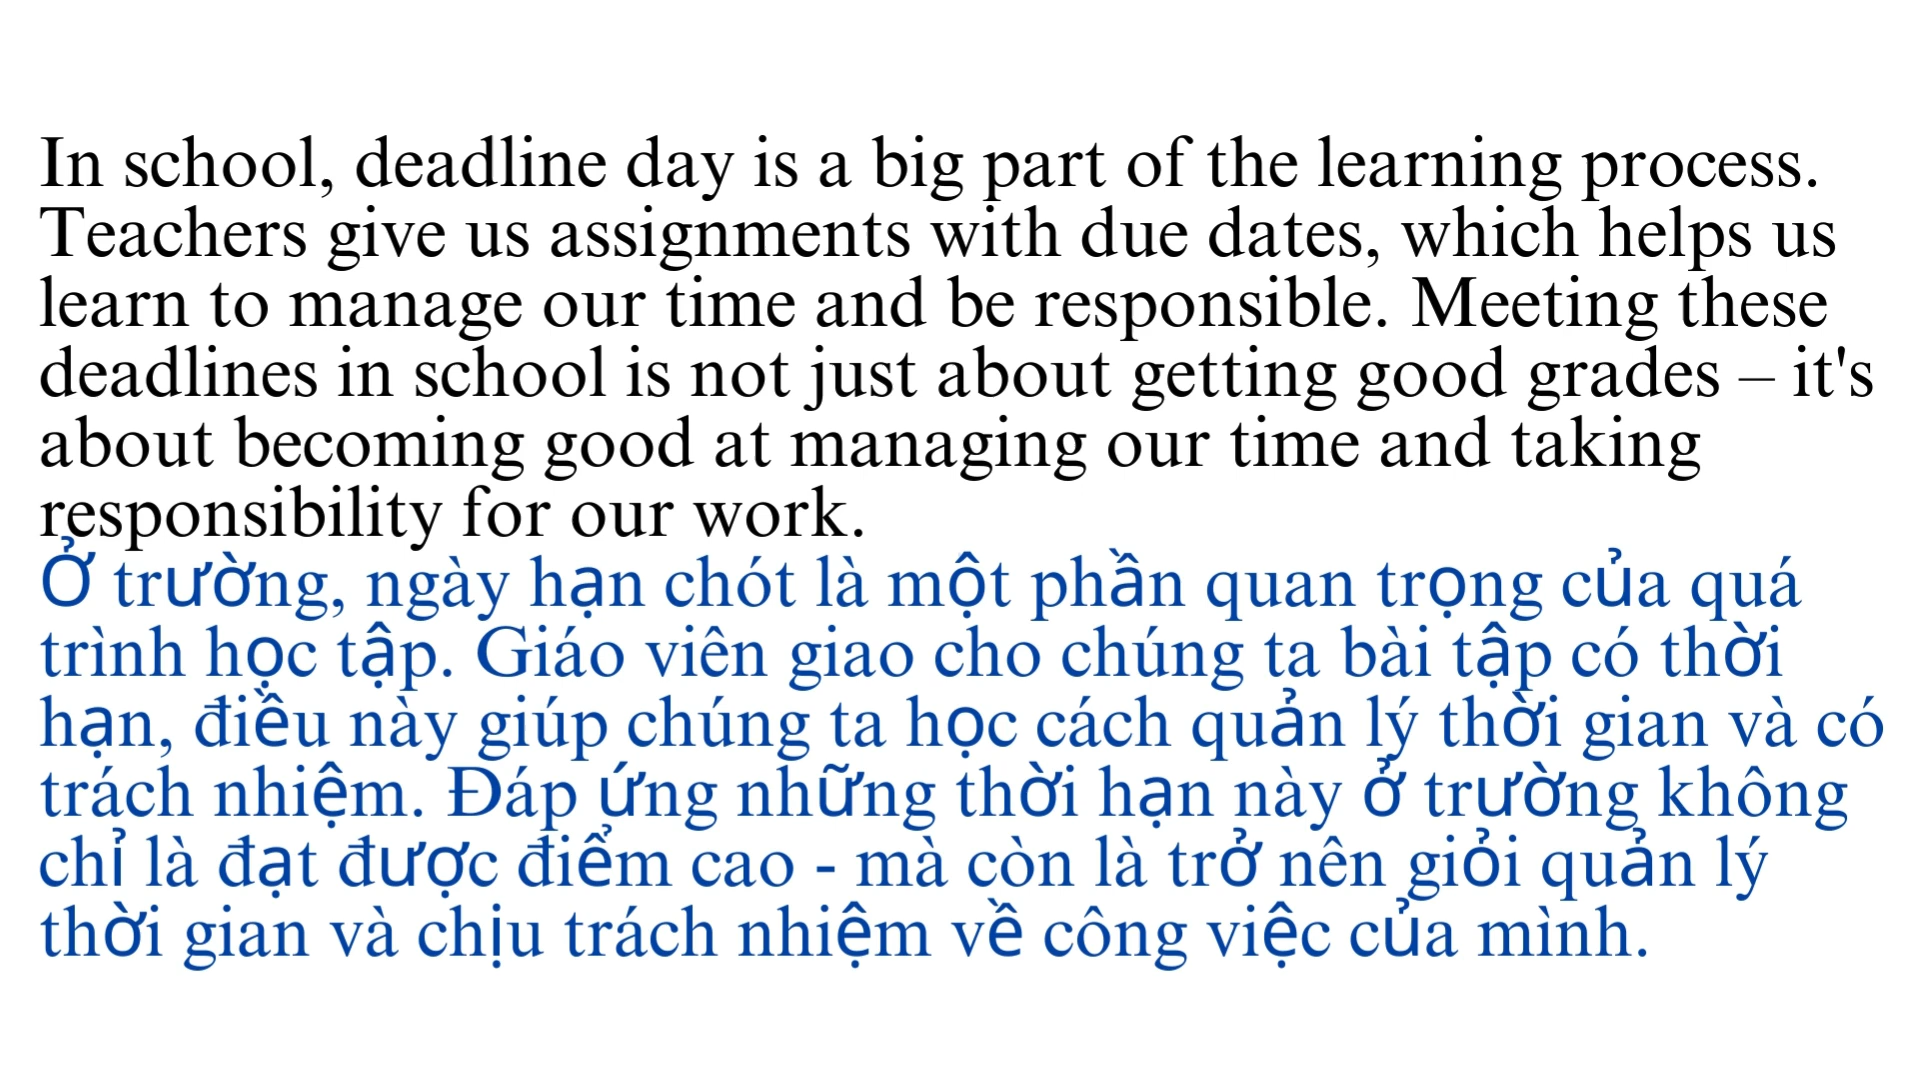 In school, deadline day is a big part of the learning process.
Teachers give us assignments with due dates, which helps us
learn to manage our time and be responsible. Meeting these
deadlines in school is not just about getting good grades – it's
about becoming good at managing our time and taking
responsibility for our work.
Ở trường, ngày hạn chót là một phần quan trọng của quá
trình học tập. Giáo viên giao cho chúng ta bài tập có thời
hạn, điều này giúp chúng ta học cách quản lý thời gian và có
trách nhiệm. Đáp ứng những thời hạn này ở trường không
chỉ là đạt được điểm cao - mà còn là trở nên giỏi quản lý
thời gian và chịu trách nhiệm về công việc của mình.